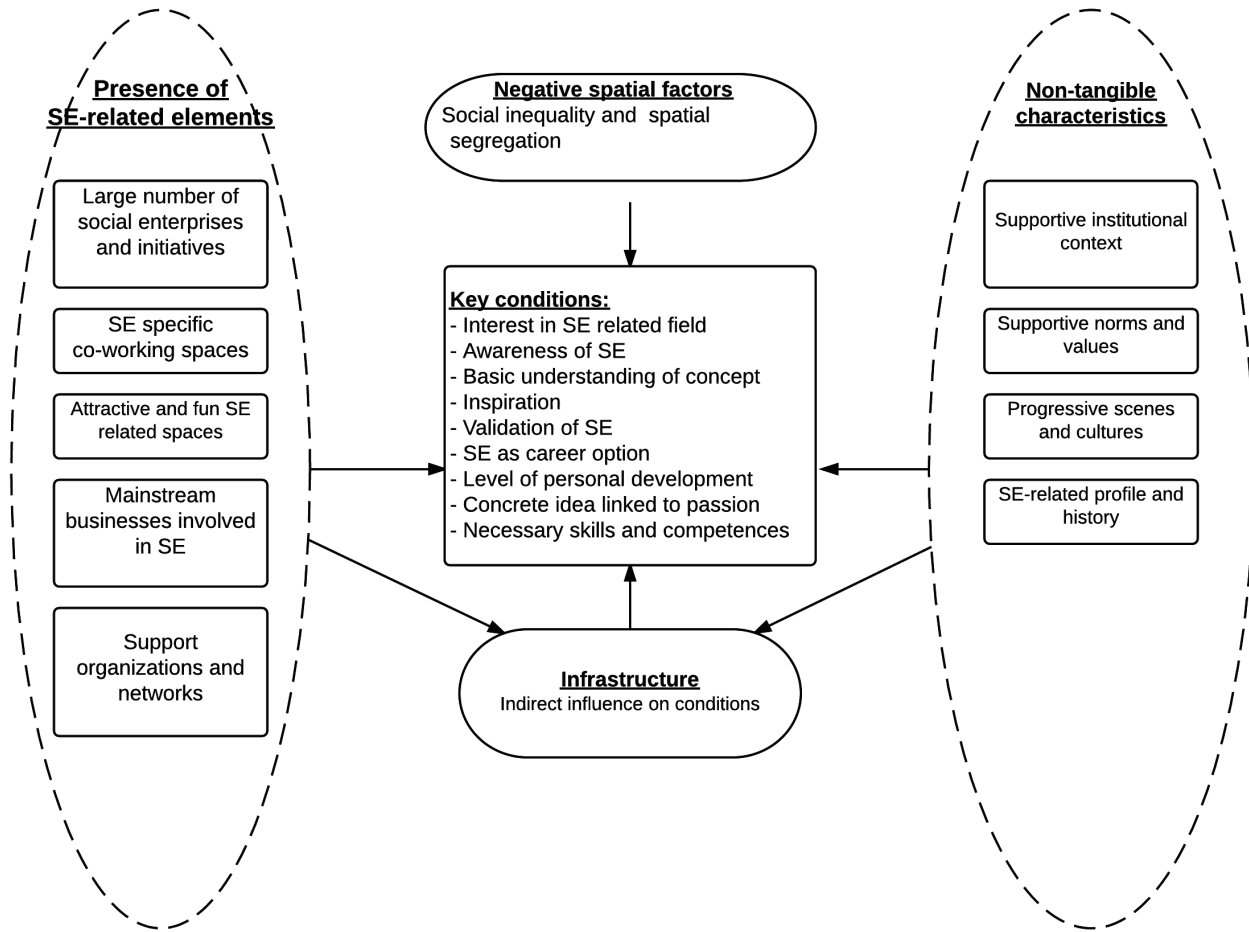 Presence of
SE-related elements
Large number of
social enterprises
and initiatives
SE specific
co-working spaces
Attractive and fun SE
related spaces
Mainstream
businesses involved
in SE
Support
organizations and
networks
Negative spatial factors
Social inequality and spatial
segregation
Key conditions:
- Interest in SE related field
- Awareness of SE
- Basic understanding of concept
- Inspiration
- Validation of SE
- SE as career option
- Level of personal development
- Concrete idea linked to passion
- Necessary skills and competences
Infrastructure
Indirect influence on conditions
Non-tangible
characteristics
Supportive institutional
context
Supportive norms and
values
Progressive scenes
and cultures
SE-related profile and
history